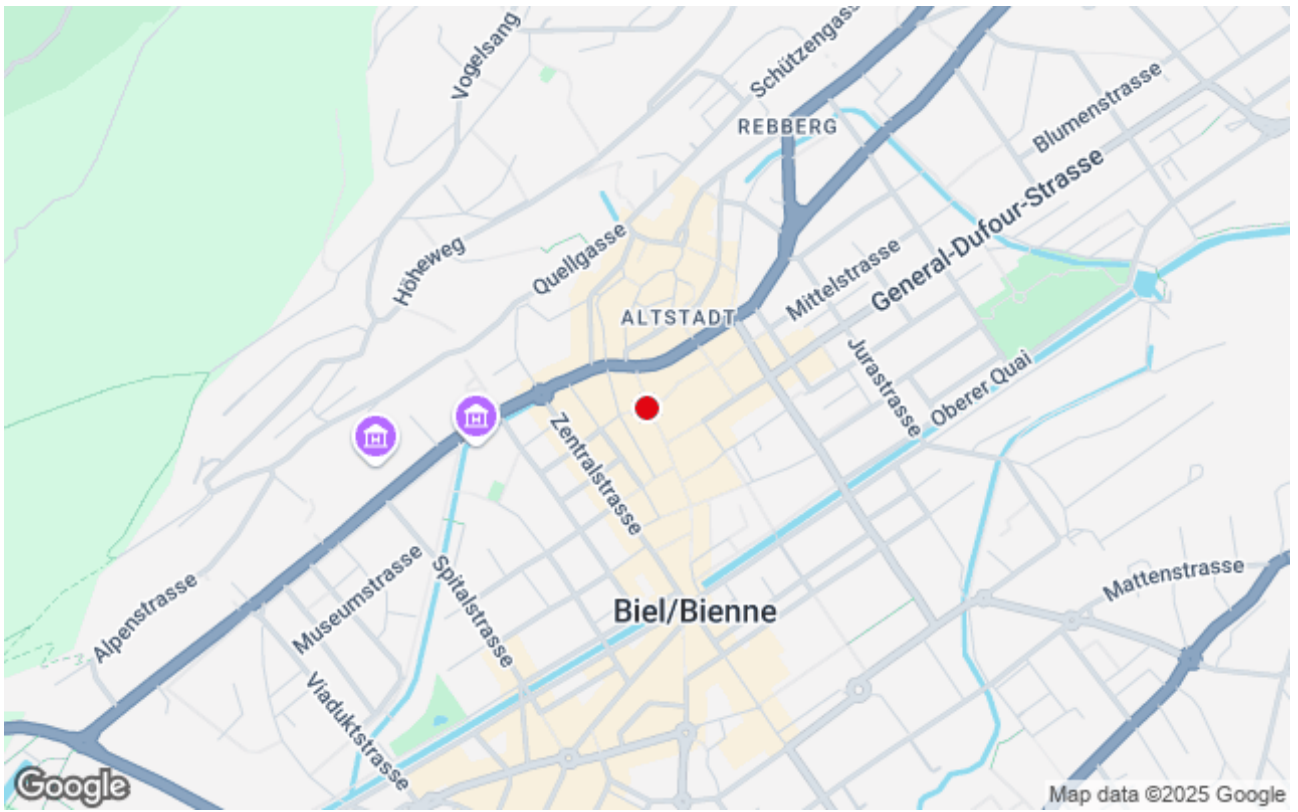 Vogelsang
Schützengasse
REBBERG
Blumenstrasse
General-Dufour-Strasse
Höheweg
Quellgasse
Mittelstrasse
ALTSTADT
Jurastrasse
Oberer Quai
Zentralstrasse
Spitalstrasse
Museumstrasse
Alpenstrasse
Mattenstrasse
Biel/Bienne
Viaduktstrasse
Google
Map data ©2025 Google